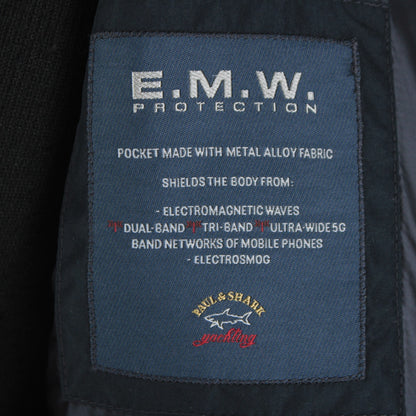 E.M.W.
PROTECTION
POCKET MADE WITH METAL ALLOY FABRIC
SHIELDS THE BODY FROM:
- ELECTROMAGNETIC WAVES
DUAL-BAND TRI-BAND ULTRA-WIDE 5G
BAND NETWORKS OF MOBILE PHONES
- ELECTROSMOG
PAUL & SHARK
yachting